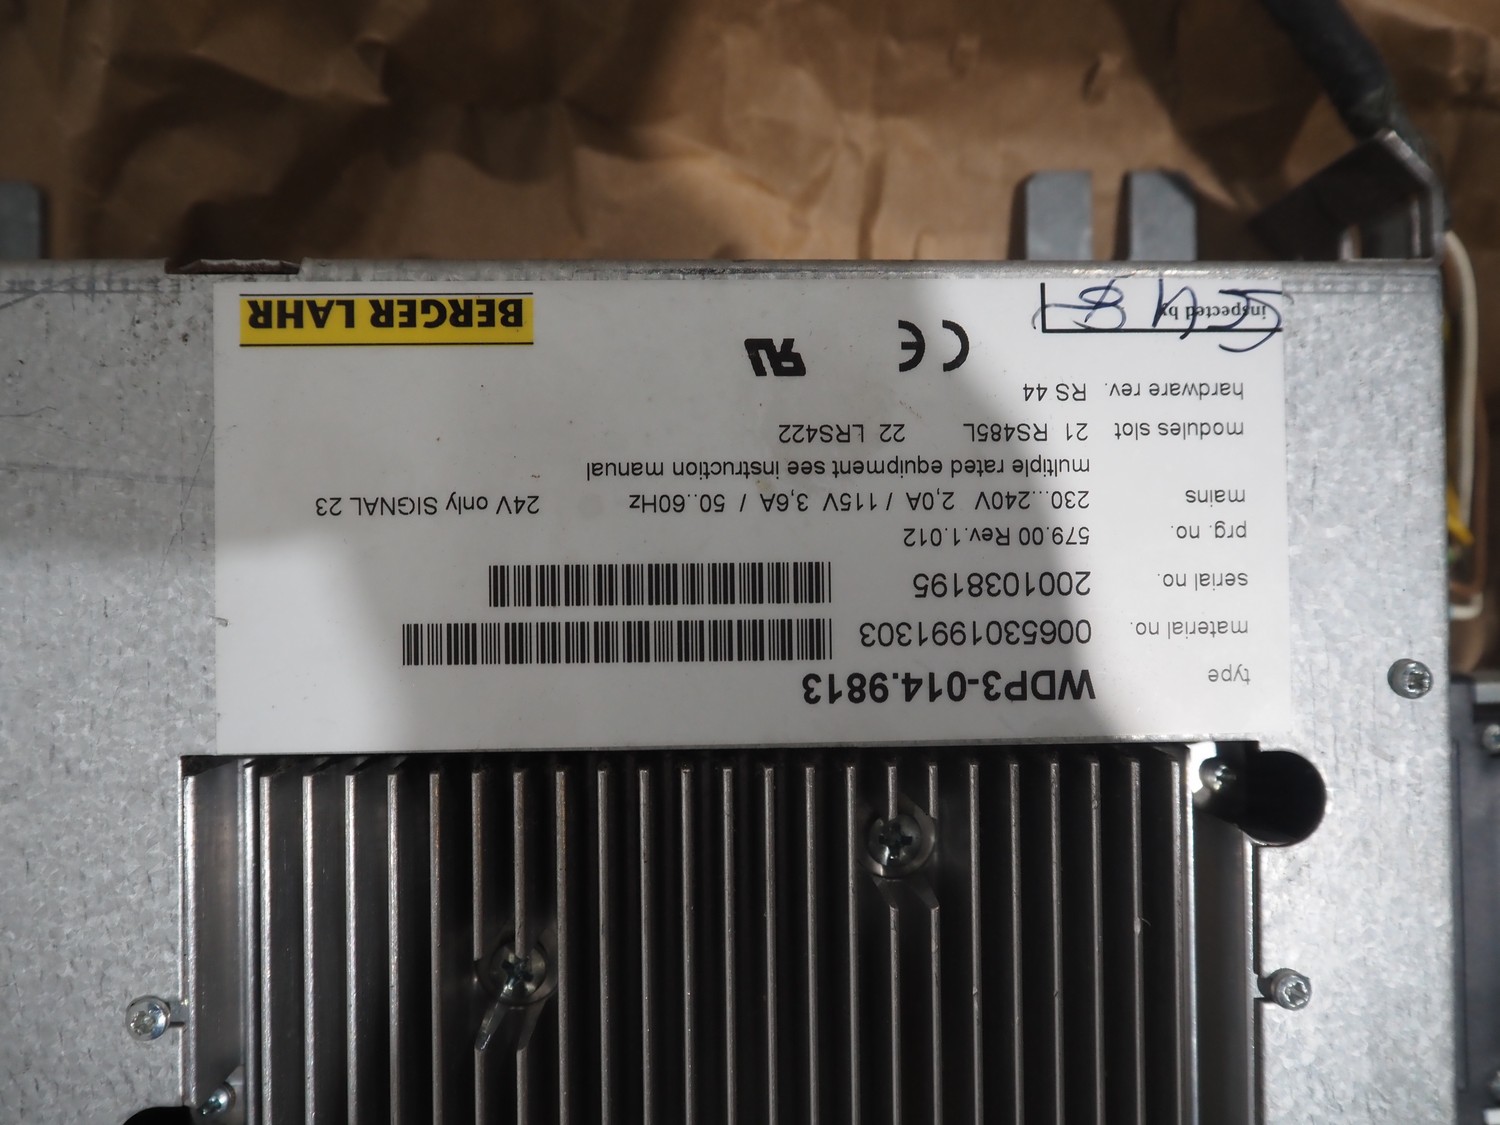 type WDP3-014.9813
material no. 0065301991303
serial no. 2001038195
prg. no. 579.00 Rev.1.012
mains 230...240V 2,0A / 115V 3,6A / 50..60Hz 24V only SIGNAL 23
multiple rated equipment see instruction manual
modules slot 21 RS485L 22 LRS422
hardware rev. RS 44
inspected by
CE
BERGER LAHR